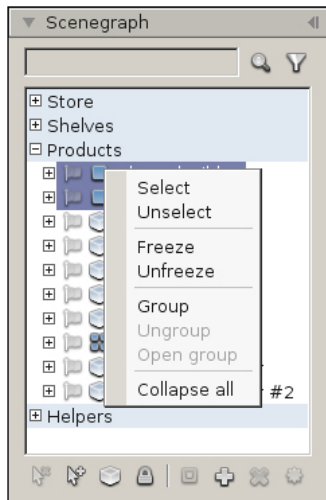 Scenegraph
Store
Shelves
Products
Select
Unselect
Freeze
Unfreeze
Group
Ungroup
Open group
Collapse all
#2
Helpers